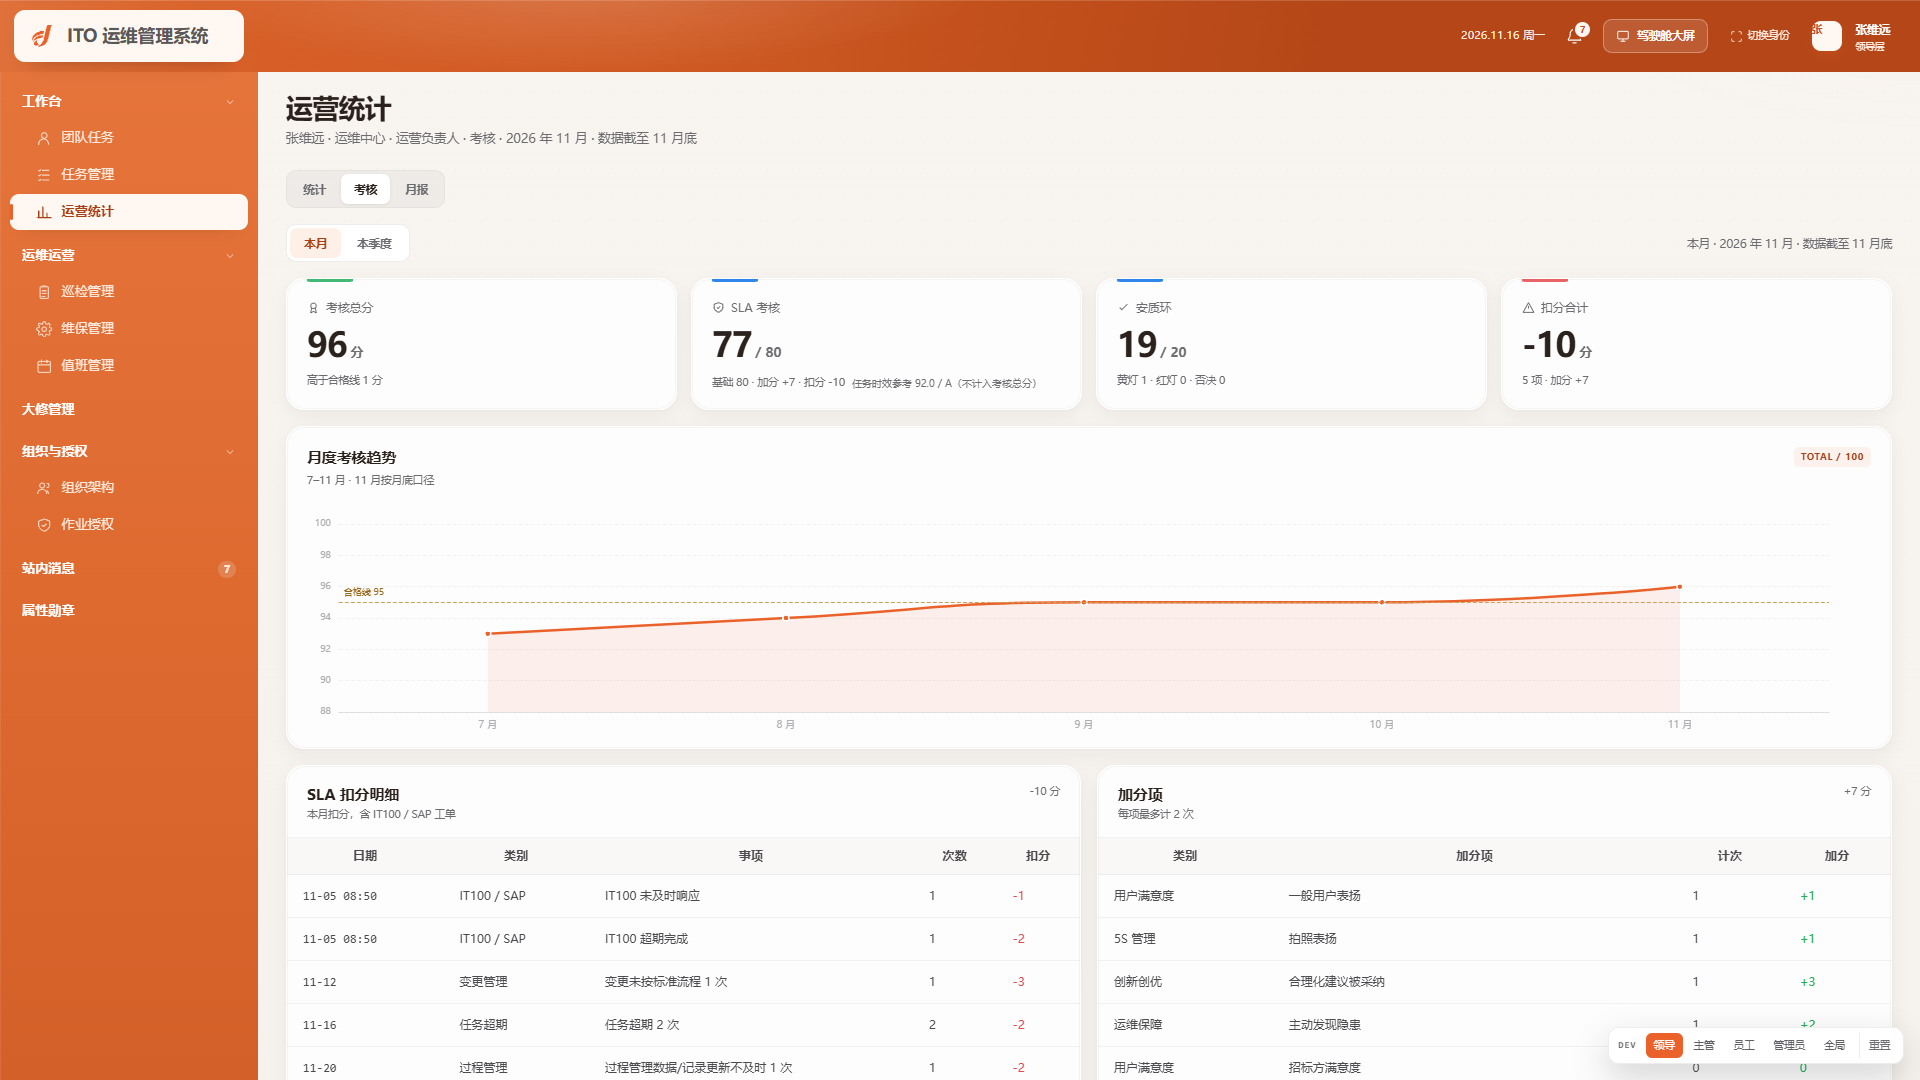 ITO 运维管理系统
2026.11.16 周一
7
驾驶舱大屏
切换身份
张
张维远
领导层
工作台
团队任务
任务管理
运营统计
运维运营
巡检管理
维保管理
值班管理
大修管理
组织与授权
组织架构
作业授权
站内消息
7
属性勋章
运营统计
张维远 · 运维中心 · 运营负责人 · 考核 · 2026 年 11 月 · 数据截至 11 月底
统计 考核 月报
本月 本季度
本月 · 2026 年 11 月 · 数据截至 11 月底
考核总分
96 分
高于合格线 1 分
SLA 考核
77 / 80
基础 80 · 加分 +7 · 扣分 -10 任务时效参考 92.0 / A（不计入考核总分）
安质环
19 / 20
黄灯 1 · 红灯 0 · 否决 0
扣分合计
-10 分
5 项 · 加分 +7
月度考核趋势
7–11 月 · 11 月按月底口径
TOTAL / 100
100
98
96
合格线 95
94
92
90
88
7 月 8 月 9 月 10 月 11 月
SLA 扣分明细
本月扣分，含 IT100 / SAP 工单
-10 分
日期 类别 事项 次数 扣分
11-05 08:50 IT100 / SAP IT100 未及时响应 1 -1
11-05 08:50 IT100 / SAP IT100 超期完成 1 -2
11-12 变更管理 变更未按标准流程 1 次 1 -3
11-16 任务超期 任务超期 2 次 2 -2
11-20 过程管理 过程管理数据/记录更新不及时 1 次 1 -2
加分项
每项最多计 2 次
+7 分
类别 加分项 计次 加分
用户满意度 一般用户表扬 1 +1
5S 管理 拍照表扬 1 +1
创新创优 合理化建议被采纳 1 +3
运维保障 主动发现隐患 1 +2
用户满意度 招标方满意度 0 0
DEV 领导 主管 员工 管理员 全局 重置